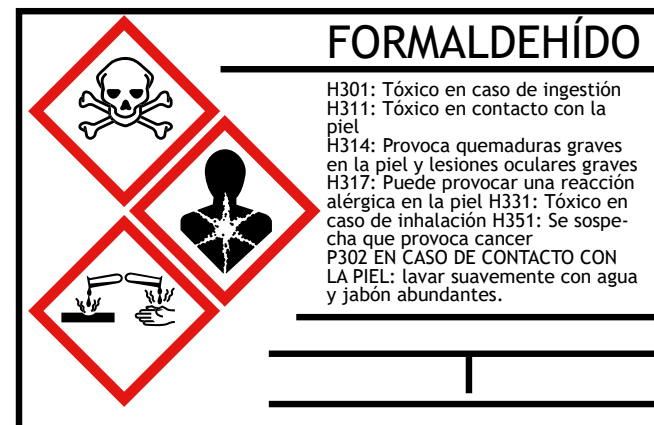 FORMALDEHÍDO
H301: Tóxico en caso de ingestión
H311: Tóxico en contacto con la
piel
H314: Provoca quemaduras graves
en la piel y lesiones oculares graves
H317: Puede provocar una reacción
alérgica en la piel H331: Tóxico en
caso de inhalación H351: Se sospe-
cha que provoca cancer
P302 EN CASO DE CONTACTO CON
LA PIEL: lavar suavemente con agua
y jabón abundantes.